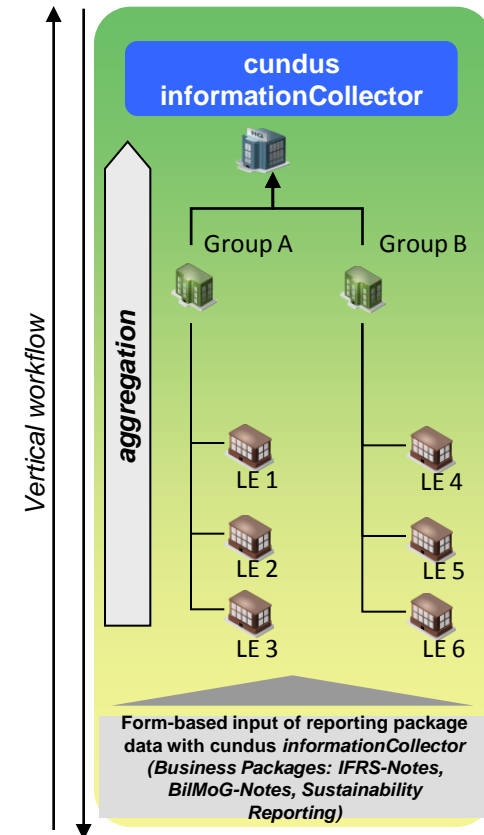 cundus
informationCollector
HQ
Group A
Group B
Vertical workflow
aggregation
LE 1
LE 4
LE 2
LE 5
LE 3
LE 6
Form-based input of reporting package
data with cundus informationCollector
(Business Packages: IFRS-Notes,
BilMoG-Notes, Sustainability
Reporting)